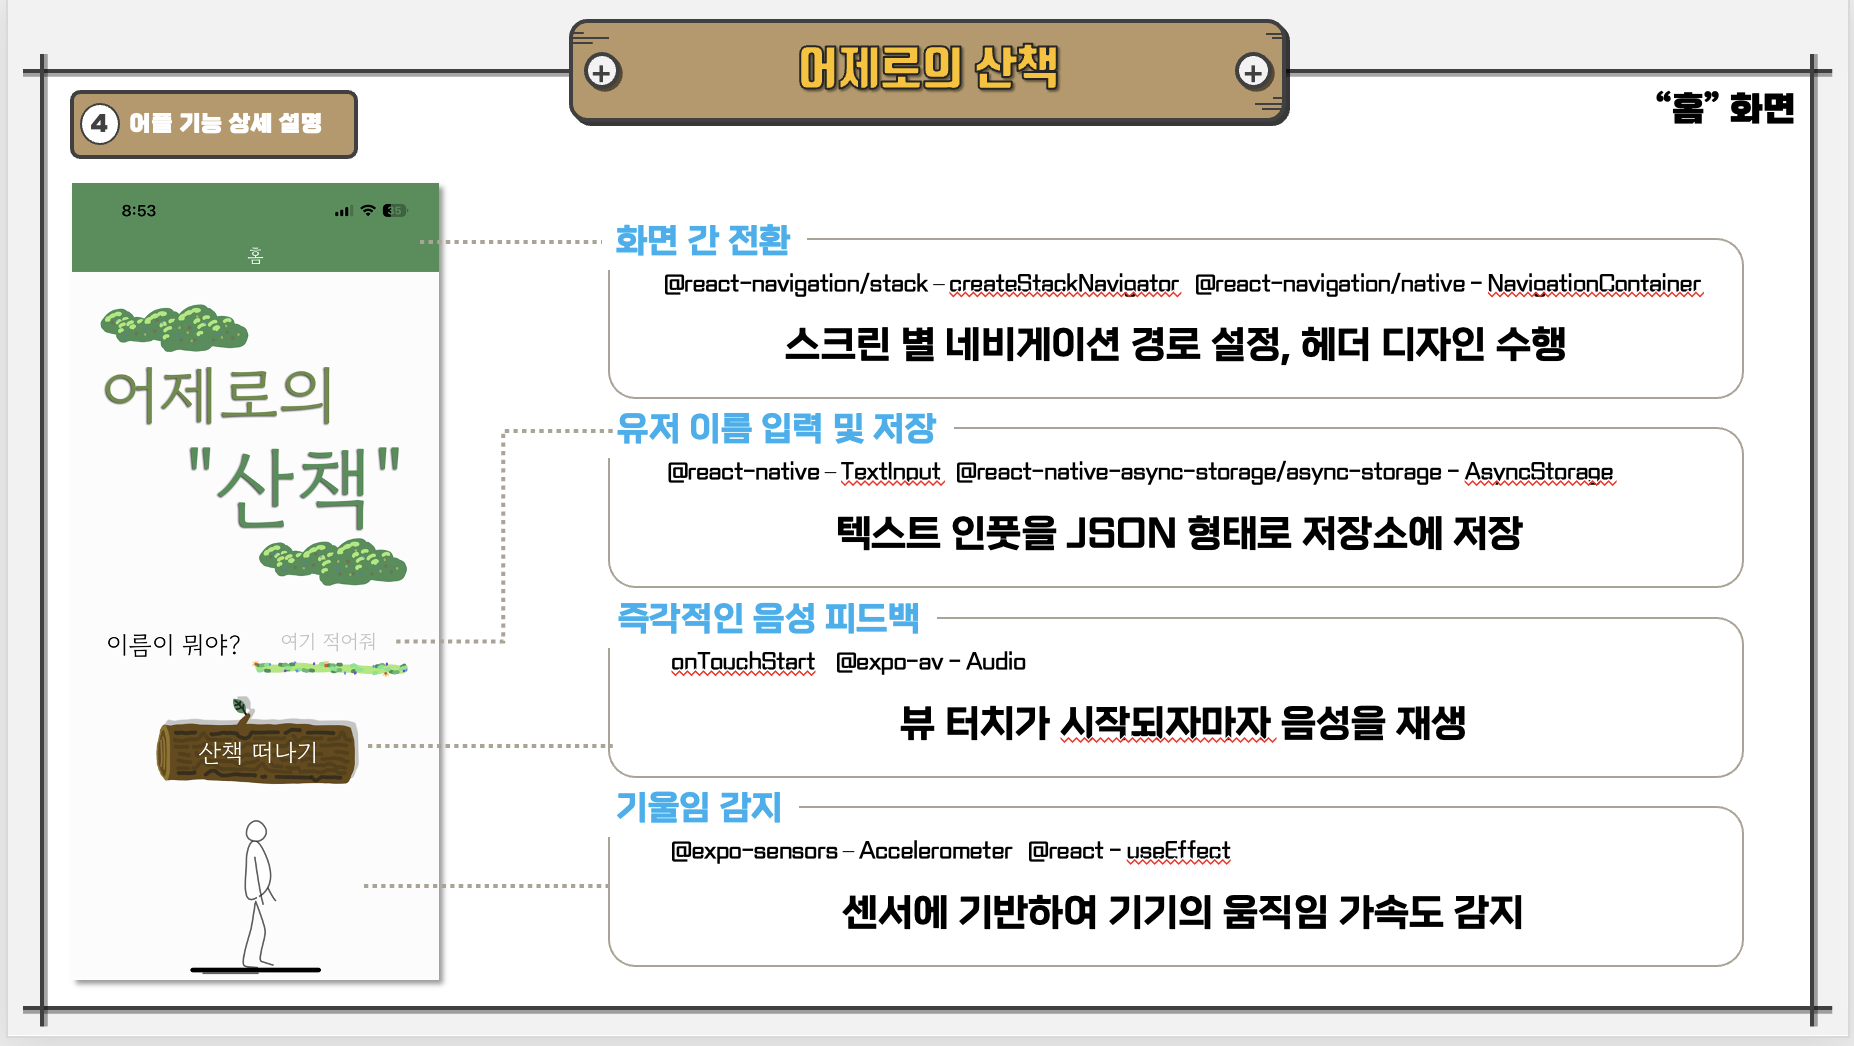 어제로의 산책
4 어플 기능 상세 설명
“홈” 화면
8:53
35
홈
어제로의
"산책"
이름이 뭐야?
여기 적어줘
산책 떠나기
화면 간 전환
@react-navigation/stack – createStackNavigator @react-navigation/native - NavigationContainer
스크린 별 네비게이션 경로 설정, 헤더 디자인 수행
유저 이름 입력 및 저장
@react-native – TextInput @react-native-async-storage/async-storage - AsyncStorage
텍스트 인풋을 JSON 형태로 저장소에 저장
즉각적인 음성 피드백
onTouchStart @expo-av - Audio
뷰 터치가 시작되자마자 음성을 재생
기울임 감지
@expo-sensors – Accelerometer @react - useEffect
센서에 기반하여 기기의 움직임 가속도 감지